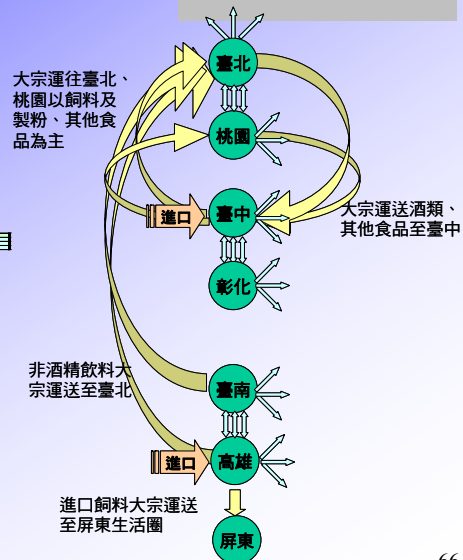 臺北
大宗運往臺北、
桃園以飼料及
製粉、其他食
品為主
桃園
進口
臺中
大宗運送酒類、
其他食品至臺中
彰化
非酒精飲料大
宗運送至臺北
臺南
進口
高雄
進口飼料大宗運送
至屏東生活圈
屏東